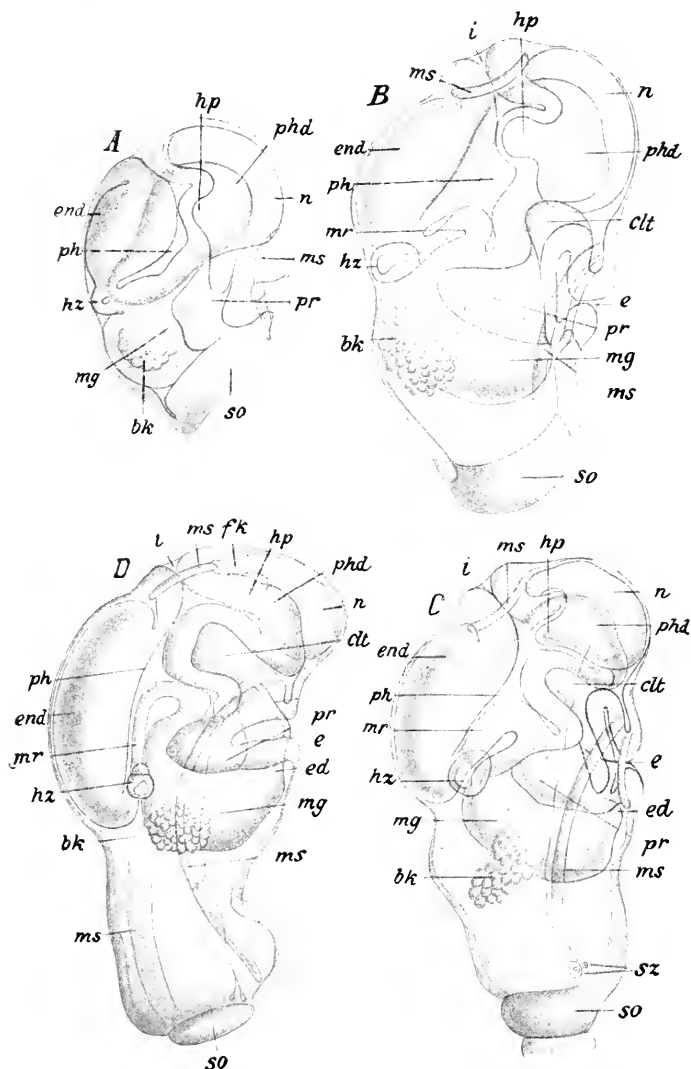 A
hp
phd
n
end
ph
ms
hz
pr
mg
bk
so
B
i
hp
ms
n
end
phd
ph
clt
mr
hz
e
pr
bk
mg
ms
so
D
i
ms
fk
hp
phd
n
clt
ph
pr
end
e
mr
ed
hz
mg
bk
ms
ms
so
C
i
ms
hp
n
end
phd
clt
ph
mr
e
hz
ed
mg
pr
bk
ms
sz
so